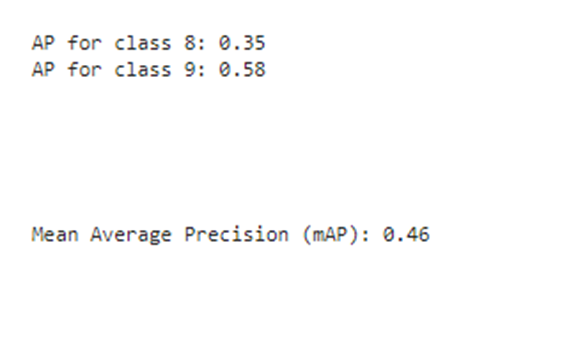 AP for class 8: 0.35
AP for class 9: 0.58
Mean Average Precision (mAP): 0.46